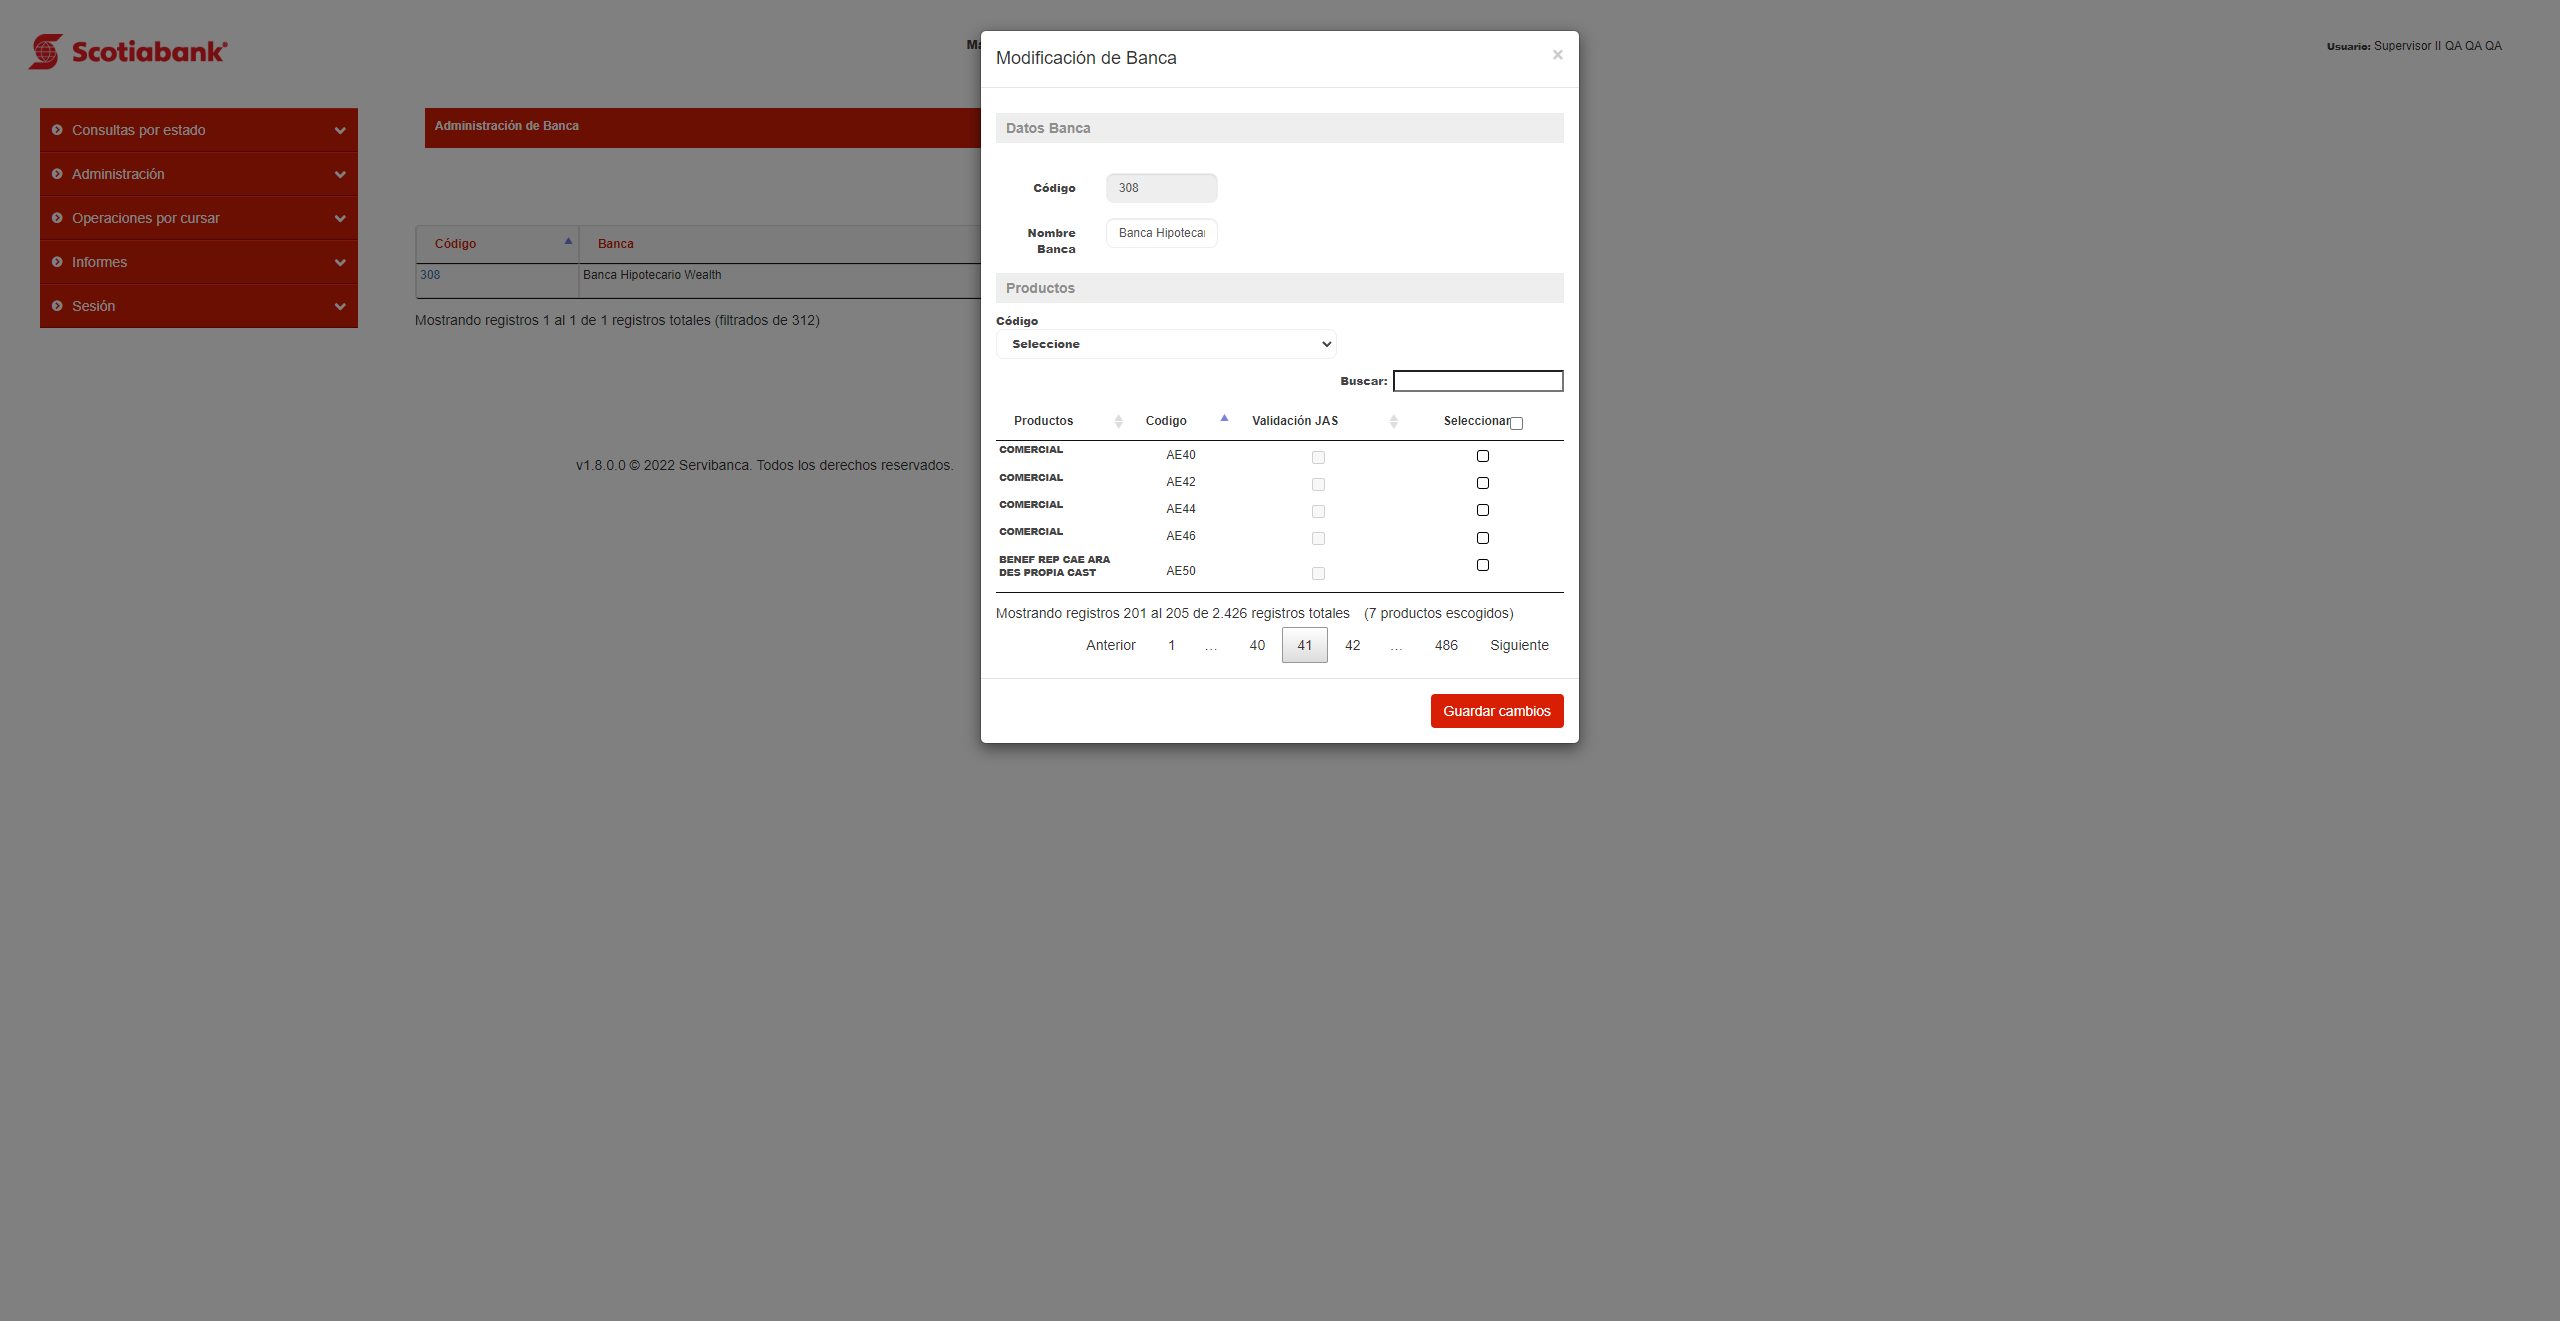 Scotiabank
Usuario: Supervisor II QA QA QA
Consultas por estado
Administración
Operaciones por cursar
Informes
Sesión
Administración de Banca
Código Banca
308 Banca Hipotecario Wealth
Mostrando registros 1 al 1 de 1 registros totales (filtrados de 312)
v1.8.0.0 © 2022 Servibanca. Todos los derechos reservados.
Modificación de Banca ×
Datos Banca
Código 308
Nombre Banca Hipotecar
Banca
Productos
Código
Seleccione
Buscar:
Productos Codigo Validación JAS Seleccionar
COMERCIAL AE40
COMERCIAL AE42
COMERCIAL AE44
COMERCIAL AE46
BENEF REP CAE ARA
DES PROPIA CAST AE50
Mostrando registros 201 al 205 de 2.426 registros totales (7 productos escogidos)
Anterior 1 … 40 41 42 … 486 Siguiente
Guardar cambios